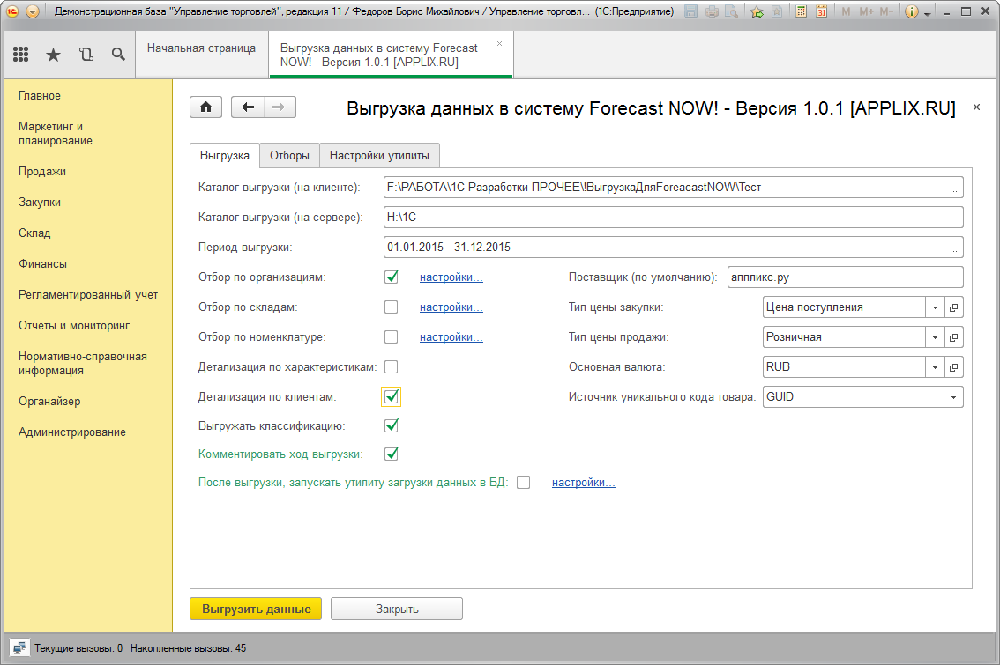 Демонстрационная база "Управление торговлей", редакция 11 / Федоров Борис Михайлович / Управление торговл... (1С:Предприятие)
M M+ M-
Начальная страница
Выгрузка данных в систему Forecast
NOW! - Версия 1.0.1 [APPLIX.RU]
Главное
Маркетинг и
планирование
Продажи
Закупки
Склад
Финансы
Регламентированный учет
Отчеты и мониторинг
Нормативно-справочная
информация
Органайзер
Администрирование
Выгрузка данных в систему Forecast NOW! - Версия 1.0.1 [APPLIX.RU]
Выгрузка Отборы Настройки утилиты
Каталог выгрузки (на клиенте): F:\РАБОТА\1С-Разработки-ПРОЧЕЕ\!ВыгрузкаДляForeacastNOW\Тест ...
Каталог выгрузки (на сервере): H:\1C
Период выгрузки: 01.01.2015 - 31.12.2015 ...
Отбор по организациям: настройки... Поставщик (по умолчанию): аппликс.ру
Отбор по складам: настройки... Тип цены закупки: Цена поступления
Отбор по номенклатуре: настройки... Тип цены продажи: Розничная
Детализация по характеристикам: Основная валюта: RUB
Детализация по клиентам: Источник уникального кода товара: GUID
Выгружать классификацию:
Комментировать ход выгрузки:
После выгрузки, запускать утилиту загрузки данных в БД: настройки...
Выгрузить данные Закрыть
Текущие вызовы: 0 Накопленные вызовы: 45